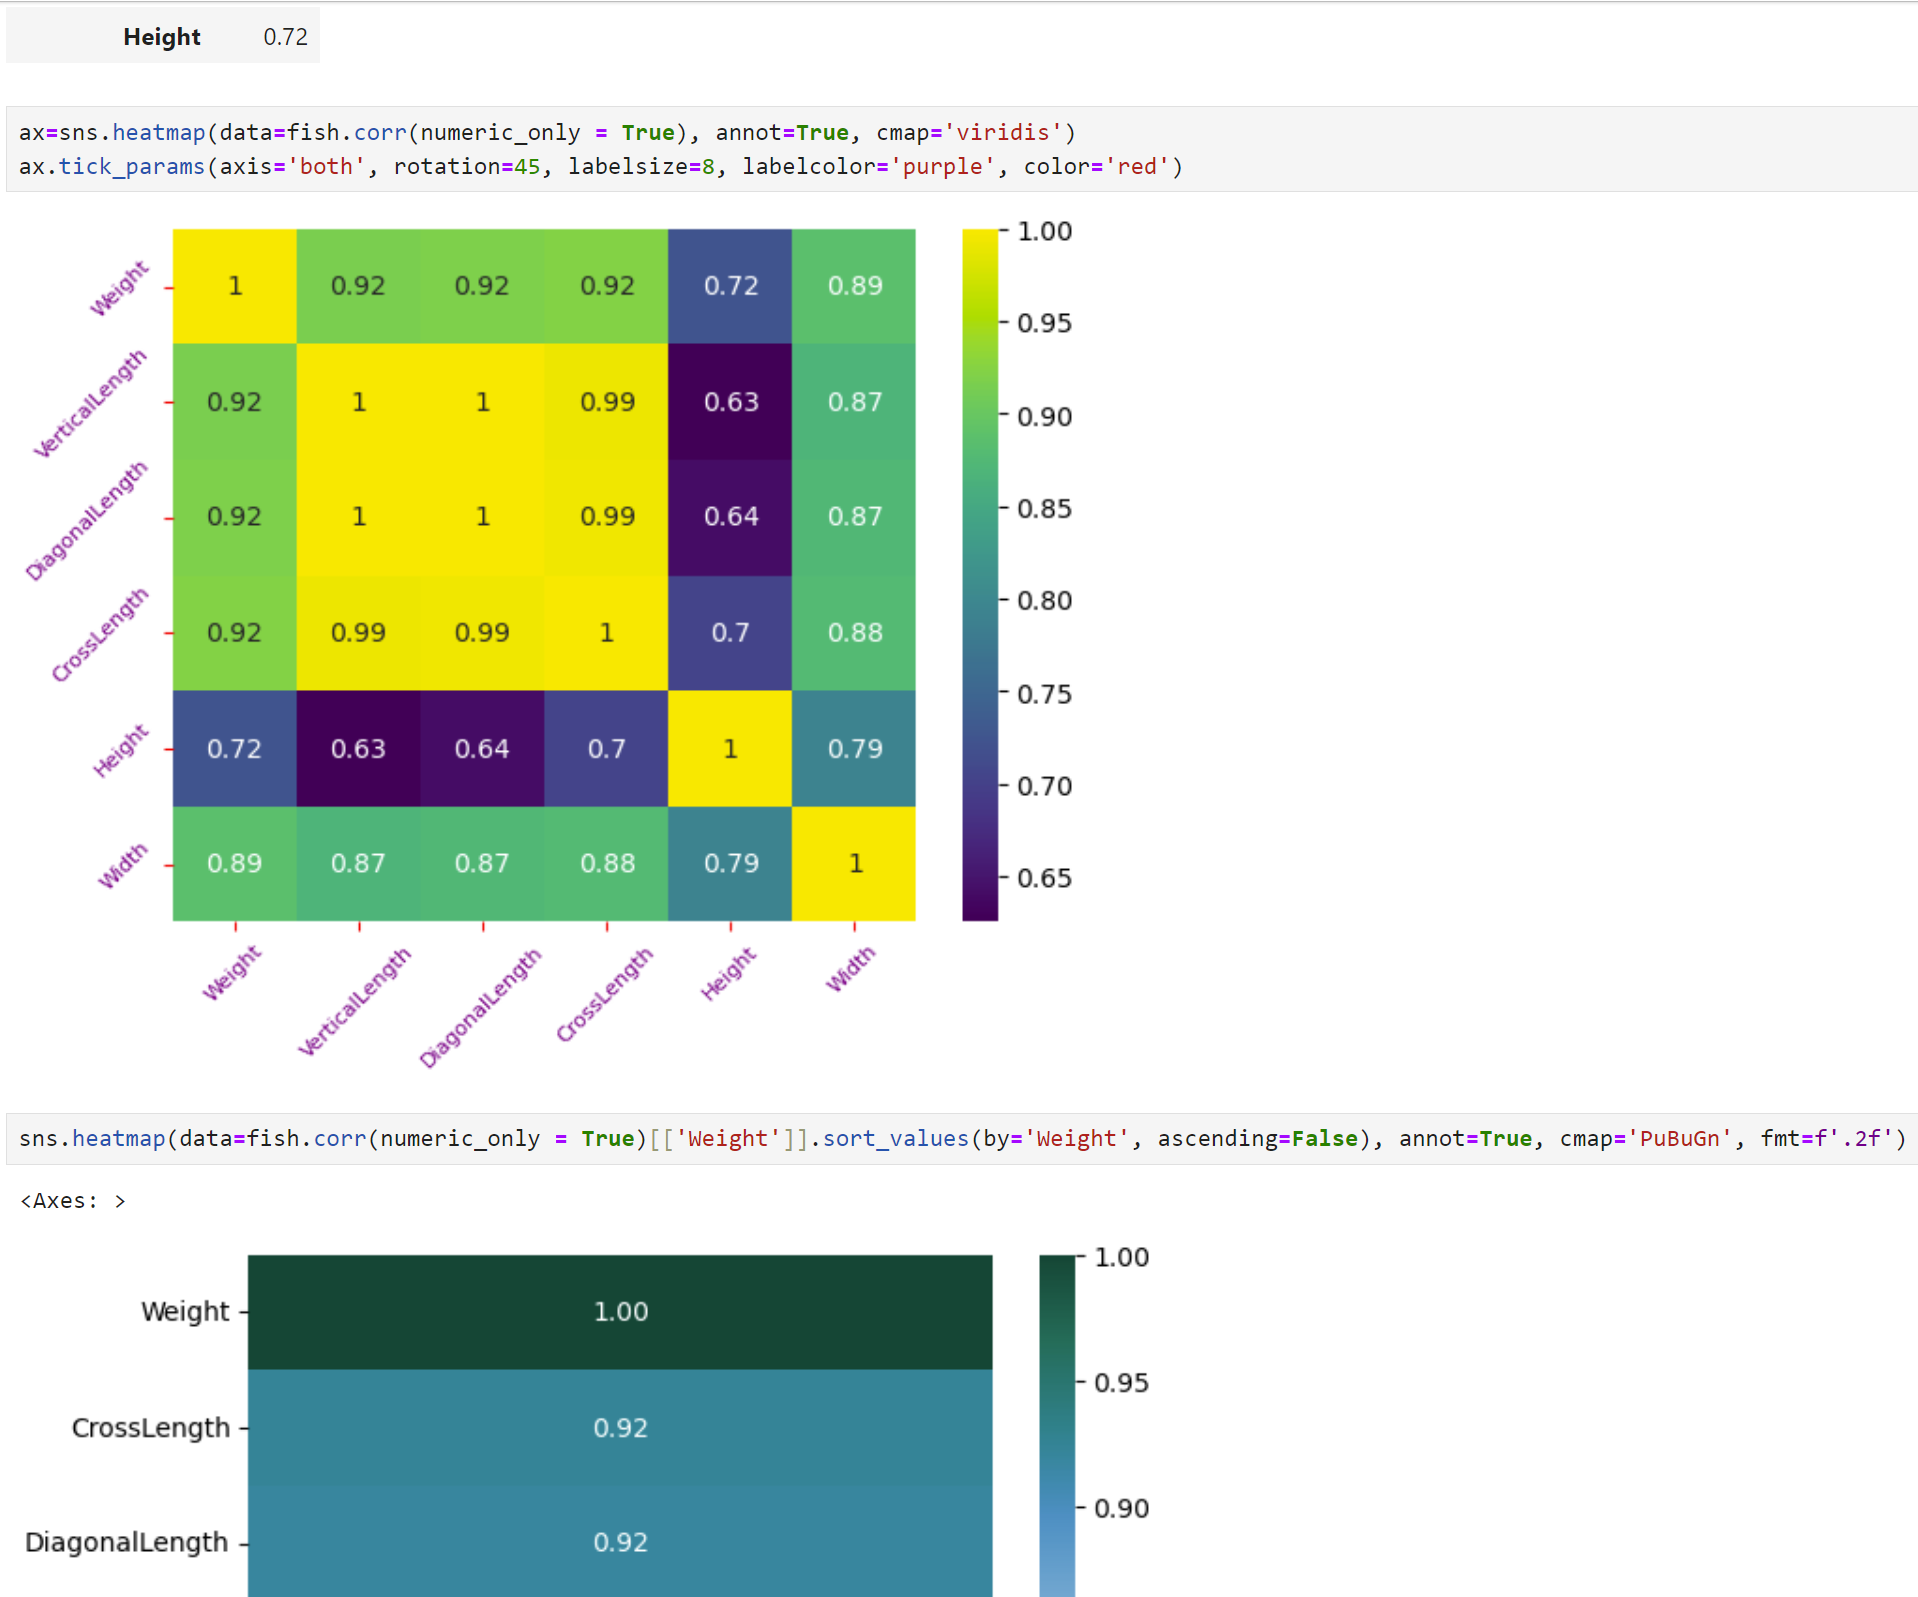 Height 0.72
ax=sns.heatmap(data=fish.corr(numeric_only = True), annot=True, cmap='viridis')
ax.tick_params(axis='both', rotation=45, labelsize=8, labelcolor='purple', color='red')
Weight 1 0.92 0.92 0.92 0.72 0.89
VerticalLength 0.92 1 1 0.99 0.63 0.87
DiagonalLength 0.92 1 1 0.99 0.64 0.87
CrossLength 0.92 0.99 0.99 1 0.7 0.88
Height 0.72 0.63 0.64 0.7 1 0.79
Width 0.89 0.87 0.87 0.88 0.79 1
Weight VerticalLength DiagonalLength CrossLength Height Width
1.00
0.95
0.90
0.85
0.80
0.75
0.70
0.65
sns.heatmap(data=fish.corr(numeric_only = True)[['Weight']].sort_values(by='Weight', ascending=False), annot=True, cmap='PuBuGn', fmt=f'.2f')
<Axes: >
Weight 1.00
CrossLength 0.92
DiagonalLength 0.92
1.00
0.95
0.90